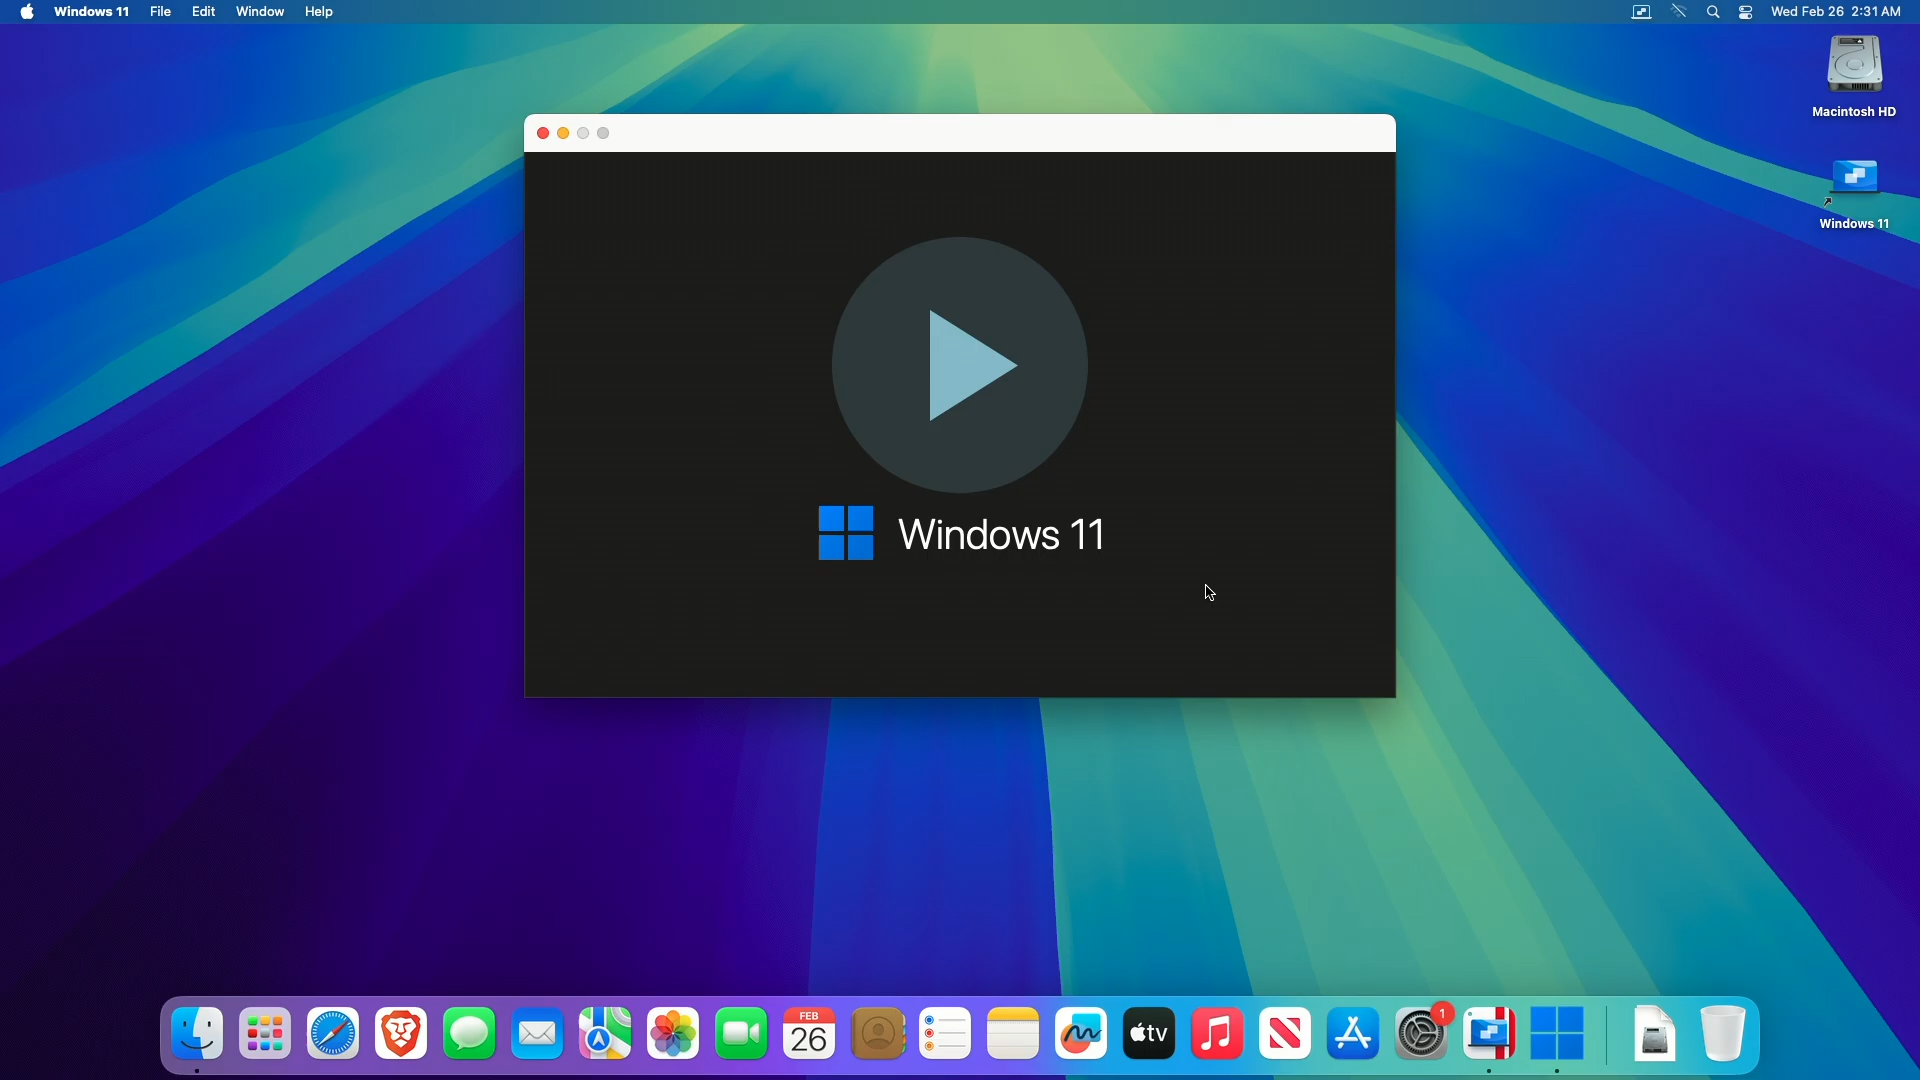 Windows 11 File Edit Window Help Wed Feb 26 2:31 AM
Macintosh HD
Windows 11
Windows 11
FEB
26
tv
1